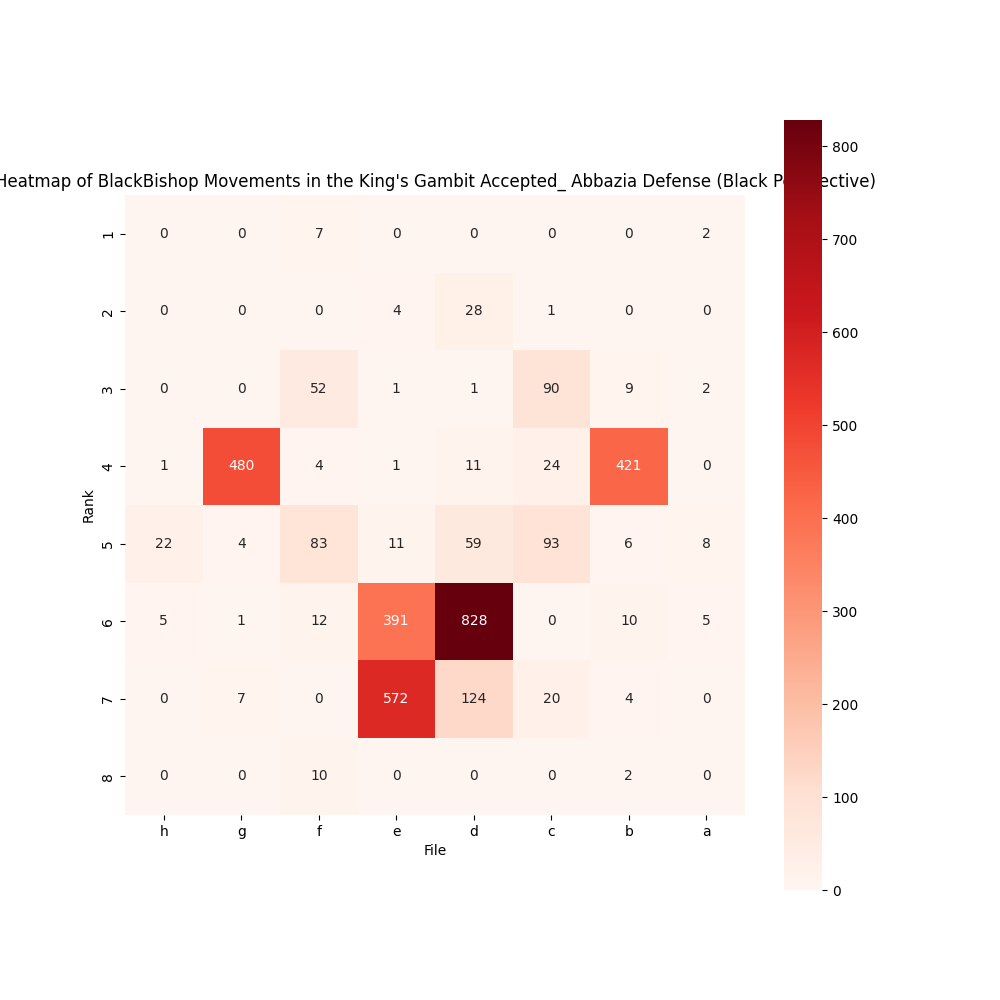 Heatmap of BlackBishop Movements in the King's Gambit Accepted_ Abbazia Defense (Black
800
700
600
500
400
300
200
100
0
Rank
1 0 0 7 0 0 0 0 2
2 0 0 0 4 28 1 0 0
3 0 0 52 1 1 90 9 2
4 1 480 4 1 11 24 421 0
5 22 4 83 11 59 93 6 8
6 5 1 12 391 828 0 10 5
7 0 7 0 572 124 20 4 0
8 0 0 10 0 0 0 2 0
h g f e d c b a
File